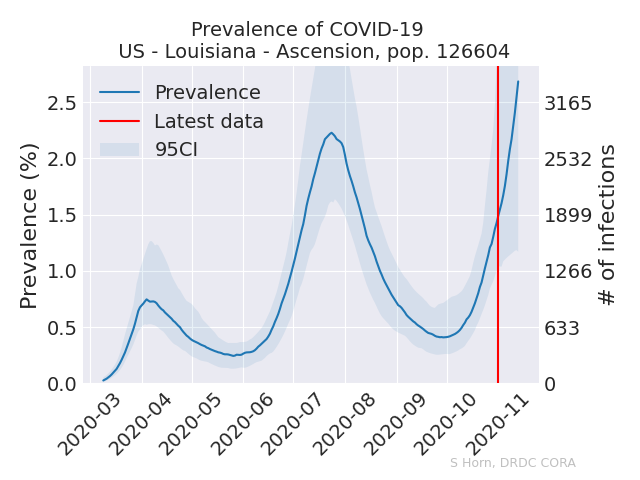 Prevalence of COVID-19
US - Louisiana - Ascension, pop. 126604
Prevalence
Latest data
95CI
Prevalence (%)
2.5
2.0
1.5
1.0
0.5
0.0
3165
2532
1899
1266
633
0
# of infections
2020-03
2020-04
2020-05
2020-06
2020-07
2020-08
2020-09
2020-10
2020-11
S Horn, DRDC CORA